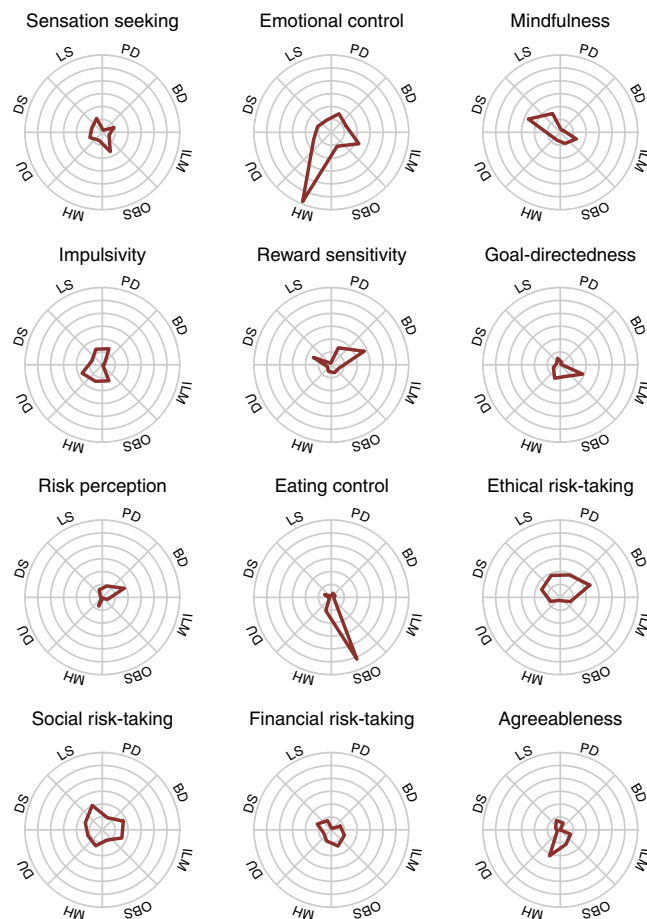 Sensation seeking
Emotional control
Mindfulness
LS PD BD ILM OBS MH DU DS
LS PD BD ILM OBS MH DU DS
LS PD BD ILM OBS MH DU DS
Impulsivity
Reward sensitivity
Goal-directedness
LS PD BD ILM OBS MH DU DS
LS PD BD ILM OBS MH DU DS
LS PD BD ILM OBS MH DU DS
Risk perception
Eating control
Ethical risk-taking
LS PD BD ILM OBS MH DU DS
LS PD BD ILM OBS MH DU DS
LS PD BD ILM OBS MH DU DS
Social risk-taking
Financial risk-taking
Agreeableness
LS PD BD ILM OBS MH DU DS
LS PD BD ILM OBS MH DU DS
LS PD BD ILM OBS MH DU DS